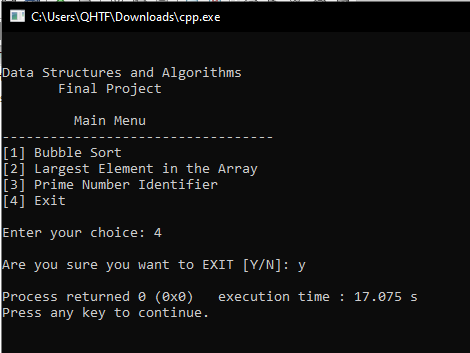 C:\Users\QHTF\Downloads\cpp.exe
Data Structures and Algorithms
Final Project
Main Menu
----------------------------------
[1] Bubble Sort
[2] Largest Element in the Array
[3] Prime Number Identifier
[4] Exit
Enter your choice: 4
Are you sure you want to EXIT [Y/N]: y
Process returned 0 (0x0)   execution time : 17.075 s
Press any key to continue.